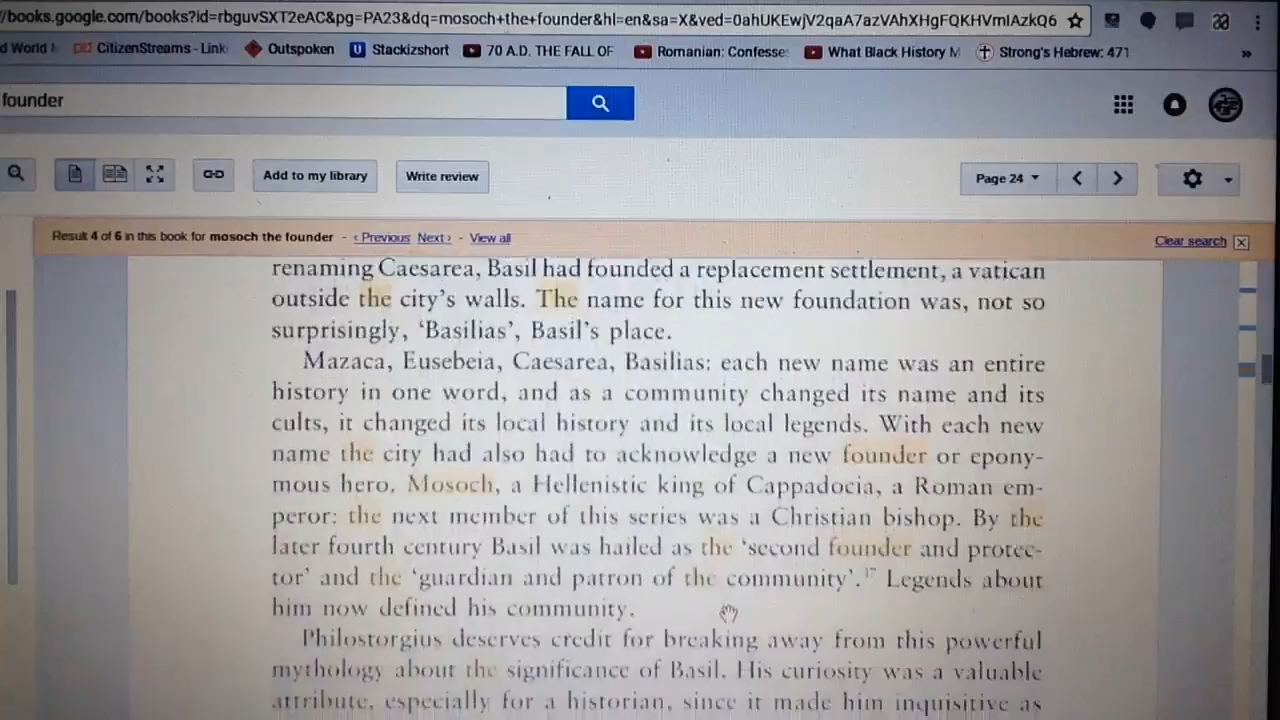 //books.google.com/books?id=rbguvSXT2eAC&pg=PA23&dq=mosoch+the+founder&hl=en&sa=X&ved=0ahUKEwjV2qaA7azVAhXHgFQKHVmIAzkQ6
d World
CitizenStreams - Link
Outspoken
Stackizshort
70 A.D. THE FALL OF
Romanian: Confesse
What Black History M
Strong's Hebrew: 471
»
founder
Add to my library
Write review
Page 24
Result 4 of 6 in this book for mosoch the founder - ‹ Previous Next › - View all
Clear search
renaming Caesarea, Basil had founded a replacement settlement, a vatican
outside the city's walls. The name for this new foundation was, not so
surprisingly, 'Basilias', Basil's place.
Mazaca, Eusebeia, Caesarea, Basilias: each new name was an entire
history in one word, and as a community changed its name and its
cults, it changed its local history and its local legends. With each new
name the city had also had to acknowledge a new founder or epony-
mous hero. Mosoch, a Hellenistic king of Cappadocia, a Roman em-
peror: the next member of this series was a Christian bishop. By the
later fourth century Basil was hailed as the 'second founder and protec-
tor' and the 'guardian and patron of the community'.17 Legends about
him now defined his community.
Philostorgius deserves credit for breaking away from this powerful
mythology about the significance of Basil. His curiosity was a valuable
attribute, especially for a historian, since it made him inquisitive as